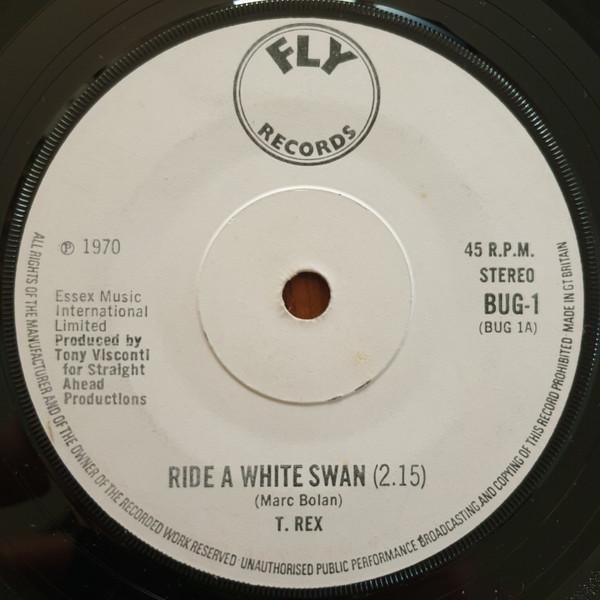 FLY
RECORDS
℗ 1970
45 R.P.M.
STEREO
BUG-1
(BUG 1A)
Essex Music
International
Limited
Produced by
Tony Visconti
for Straight
Ahead
Productions
RIDE A WHITE SWAN (2.15)
(Marc Bolan)
T. REX
ALL RIGHTS OF THE MANUFACTURER AND OF THE OWNER OF THE RECORDED WORK RESERVED UNAUTHORISED PUBLIC PERFORMANCE BROADCASTING AND COPYING OF THIS RECORD PROHIBITED MADE IN GT BRITAIN